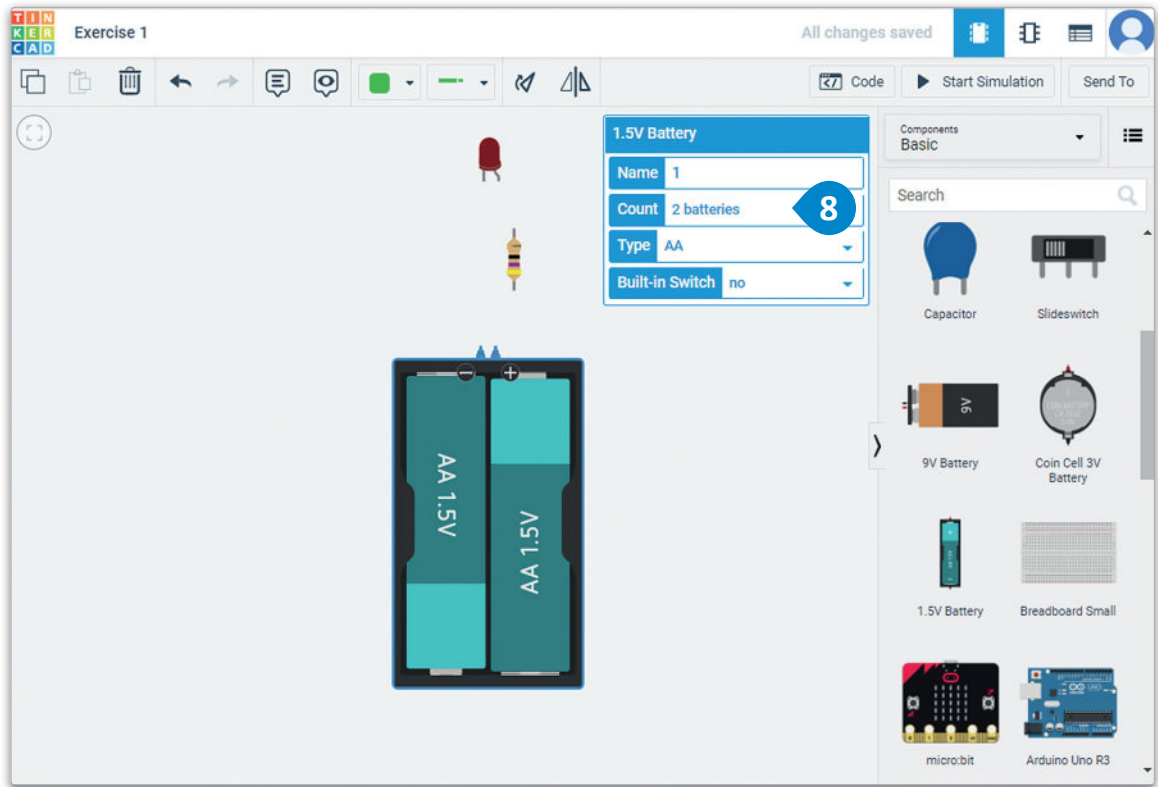 TIN
KER
CAD
Exercise 1
All changes saved
Code
Start Simulation
Send To
1.5V Battery
Name 1
Count 2 batteries
8
Type AA
Built-in Switch no
AA 1.5V
AA 1.5V
Components
Basic
Search
Capacitor
Slideswitch
9V
9V Battery
Coin Cell 3V
Battery
1.5V Battery
Breadboard Small
micro:bit
Arduino Uno R3